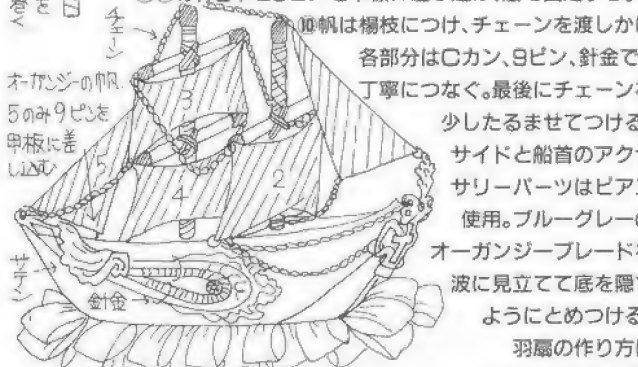 ⑩帆は楊枝につけ、チェーンを渡しかけ
各部分はCカン、9ピン、針金で
丁寧につなぐ。最後にチェーンを
少したるませてつける
サイドと船首のアクセ
サリーパーツはピア
使用。ブルーグレーの
オーガンジーブレードを
波に見立てて底を隠す
ようにとめつける
羽扇の作り方
を
巻く
チェーン
オーガンジーの帆
5のみ9ピンを
甲板に差
し込む
3
5
4
2
針金